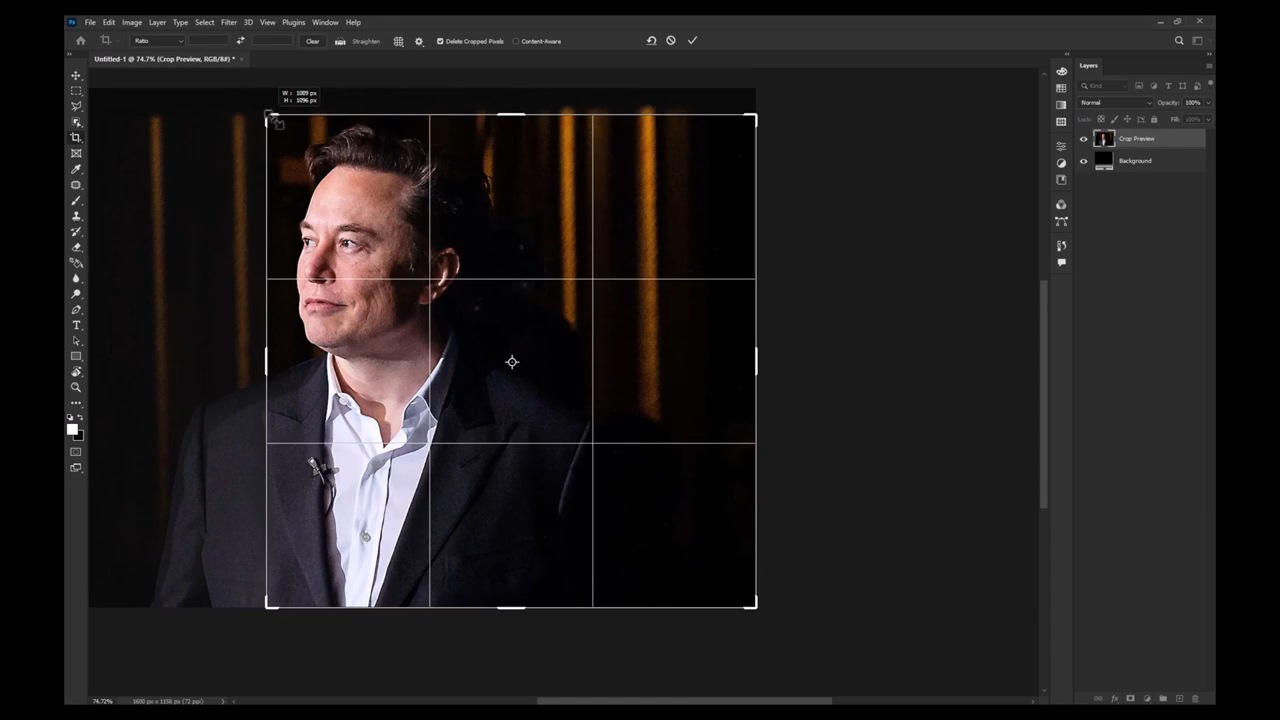 Ps File Edit Image Layer Type Select Filter 3D View Plugins Window Help
Ratio Clear Straighten Delete Cropped Pixels Content-Aware
Untitled-1 @ 74.7% (Crop Preview, RGB/8#) * ×
Layers
Kind
Normal Opacity: 100%
Lock: Fill: 100%
Crop Preview
Background
W : 1089 px
H : 1096 px
74.72% 1600 px x 1158 px (72 ppi)